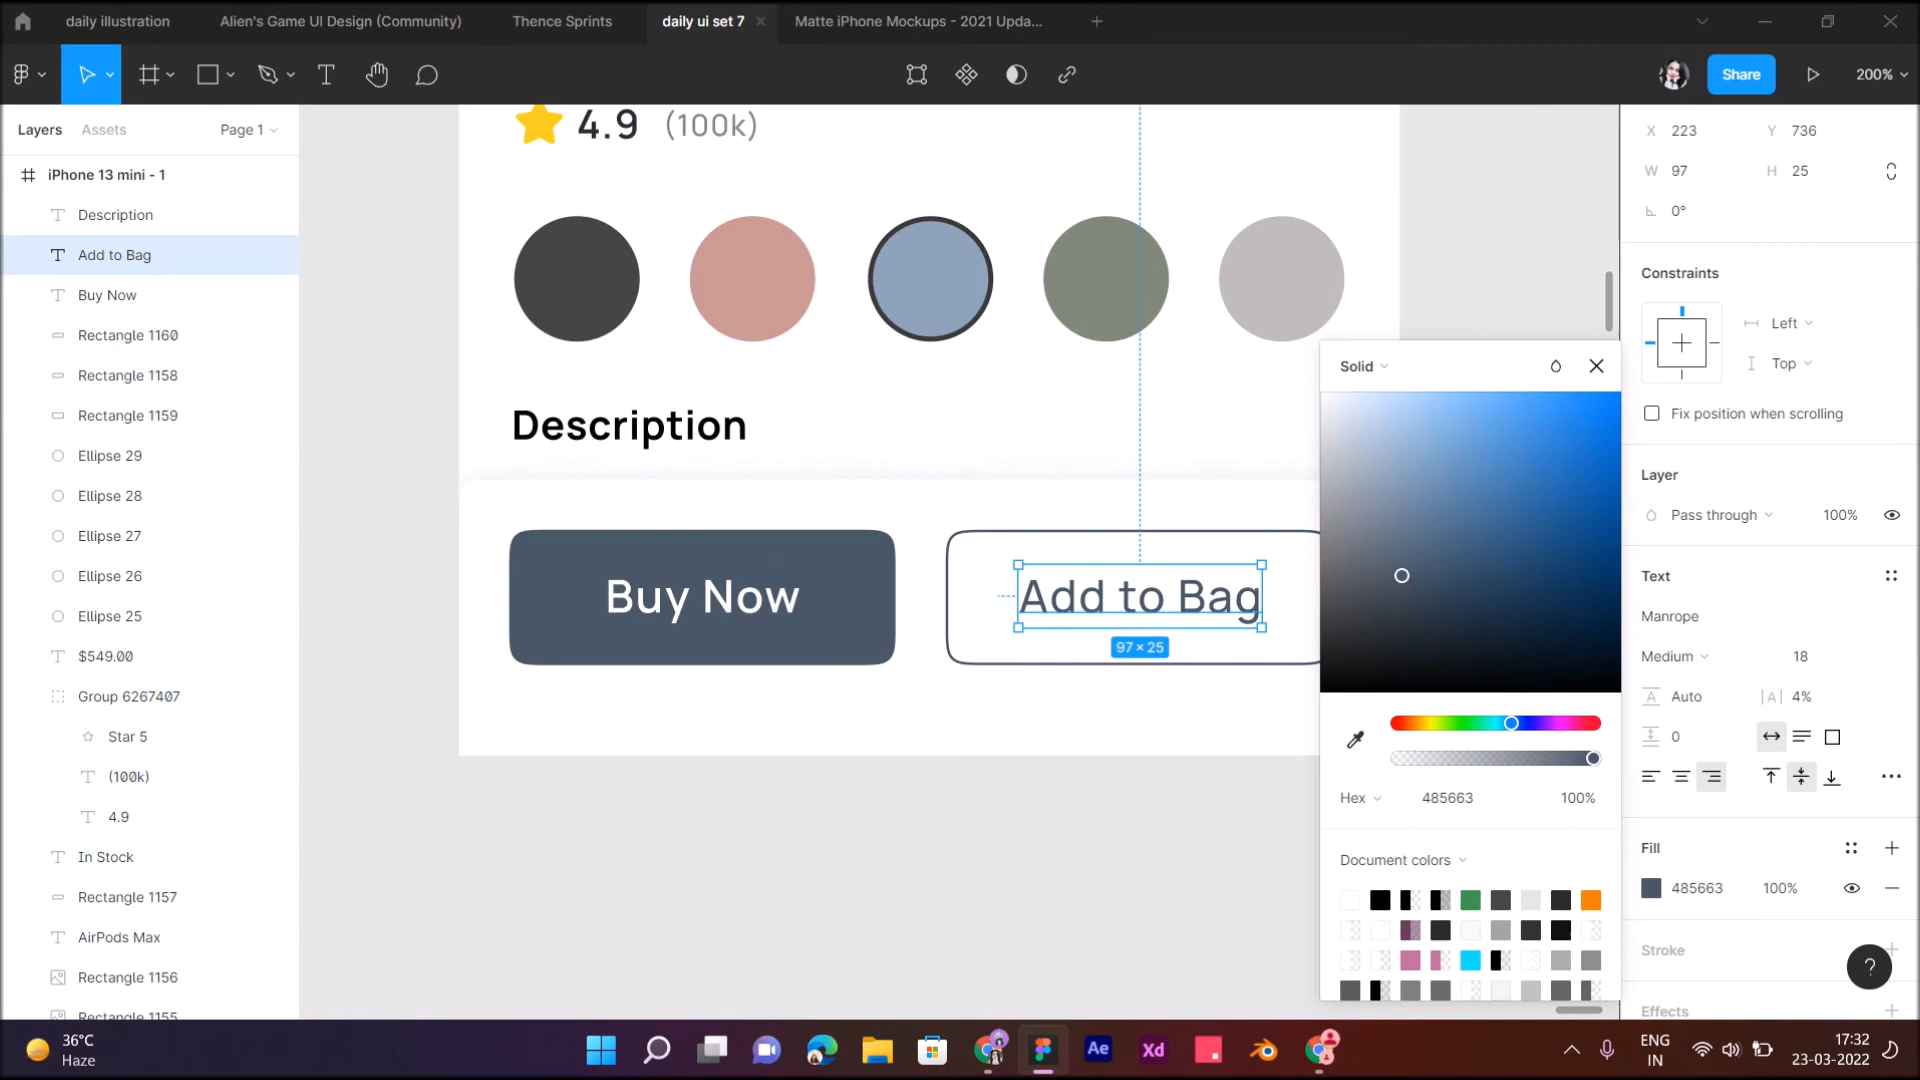 daily illustration
Alien's Game UI Design (Community)
Thence Sprints
daily ui set 7
Matte iPhone Mockups - 2021 Upda...
Share
200%
Layers
Assets
Page 1
iPhone 13 mini - 1
Description
Add to Bag
Buy Now
Rectangle 1160
Rectangle 1158
Rectangle 1159
Ellipse 29
Ellipse 28
Ellipse 27
Ellipse 26
Ellipse 25
$549.00
Group 6267407
Star 5
(100k)
4.9
In Stock
Rectangle 1157
AirPods Max
Rectangle 1156
Rectangle 1155
4.9 (100k)
Description
Buy Now
Add to Bag
97 × 25
Solid
Hex 485663 100%
Document colors
X 223 Y 736
W 97 H 25
0°
Constraints
Left
Top
Fix position when scrolling
Layer
Pass through 100%
Text
Manrope
Medium 18
A Auto |A| 4%
0
Fill
485663 100%
Stroke
Effects
?
36°C
Haze
Ae
Xd
ENG
IN
17:32
23-03-2022